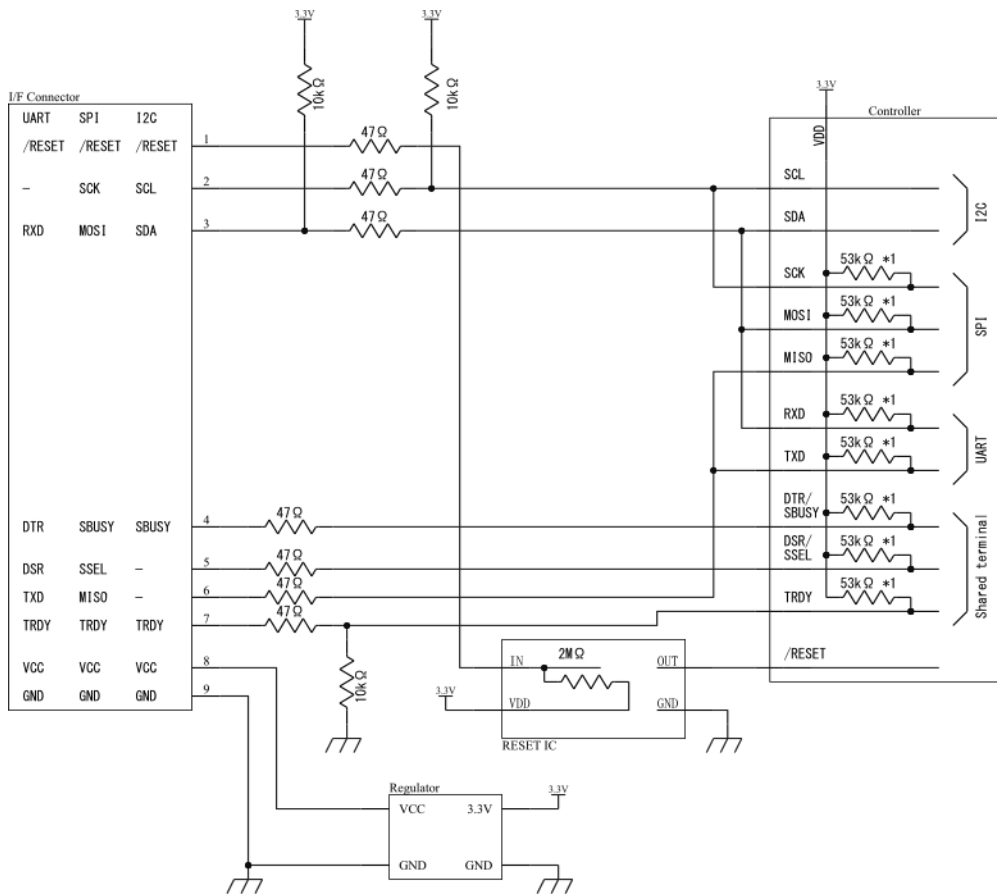 3.3V 3.3V
10kΩ 10kΩ
3.3V
I/F Connector
Controller
UART SPI I2C
VDD
/RESET /RESET /RESET 1 47Ω
- SCK SCL 2 47Ω SCL
RXD MOSI SDA 3 47Ω SDA
I2C
SCK 53kΩ *1
MOSI 53kΩ *1
MISO 53kΩ *1
SPI
RXD 53kΩ *1
TXD 53kΩ *1
UART
DTR SBUSY SBUSY 4 47Ω DTR/
SBUSY 53kΩ *1
DSR SSEL - 5 47Ω DSR/
SSEL 53kΩ *1
TXD MISO - 6 47Ω
TRDY TRDY TRDY 7 47Ω TRDY 53kΩ *1
Shared terminal
VCC VCC VCC 8
GND GND GND 9
10kΩ
IN 2MΩ OUT /RESET
3.3V VDD GND
RESET IC
Regulator
VCC 3.3V 3.3V
GND GND